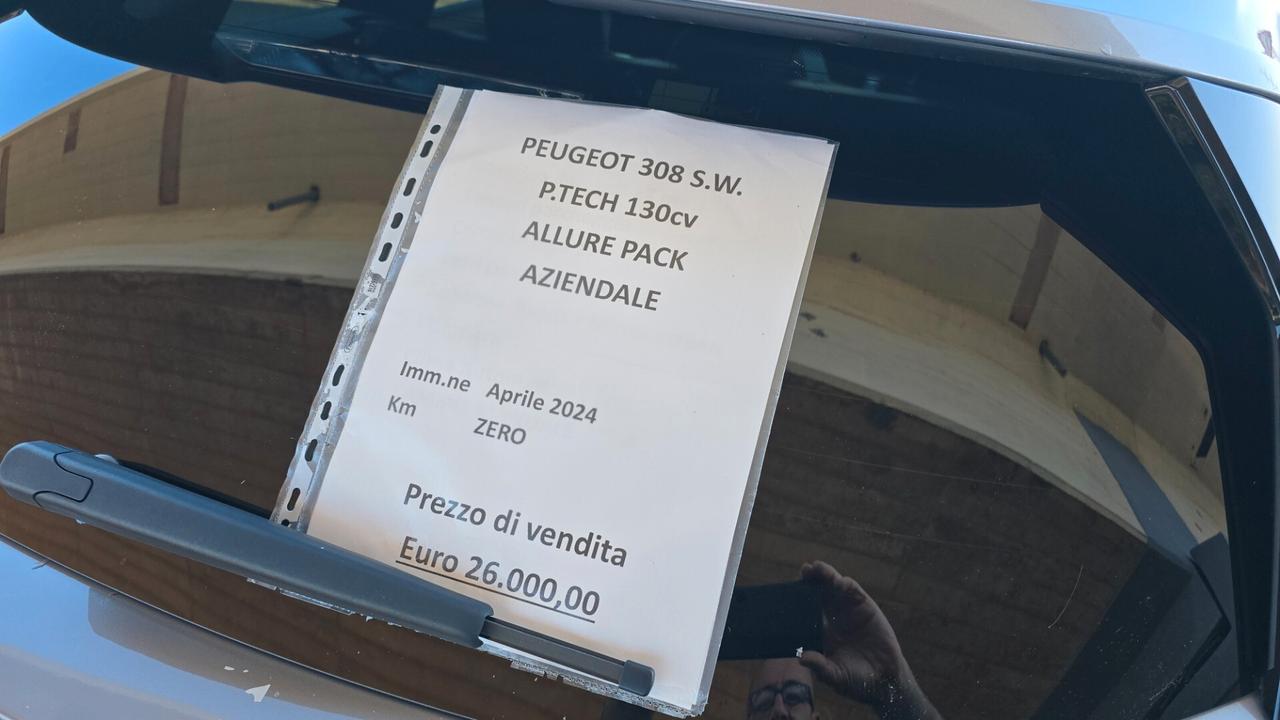 PEUGEOT 308 S.W.
P.TECH 130cv
ALLURE PACK
AZIENDALE
Imm.ne Aprile 2024
Km ZERO
Prezzo di vendita
Euro 26.000,00